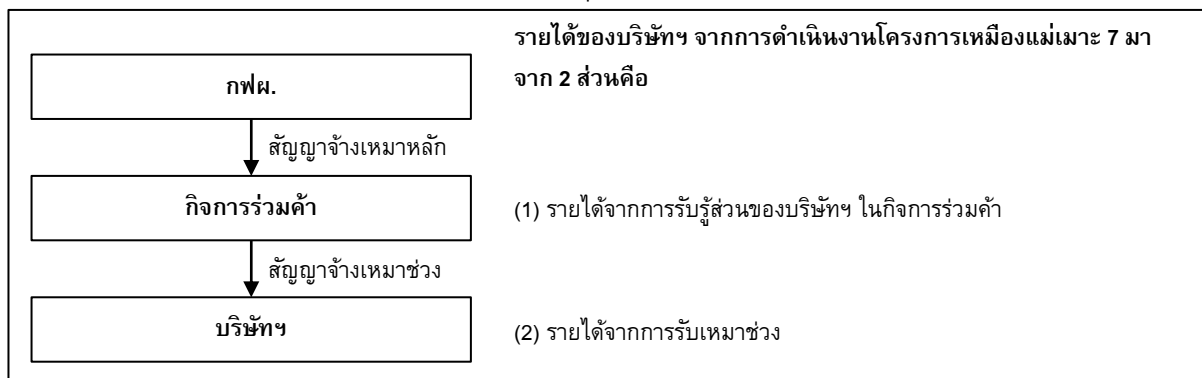 รายได้ของบริษัทฯ จากการดำเนินงานโครงการเหมืองแม่เมาะ 7 มา
จาก 2 ส่วนคือ
กฟผ.
สัญญาจ้างเหมาหลัก
กิจการร่วมค้า
(1) รายได้จากการรับรู้ส่วนของบริษัทฯ ในกิจการร่วมค้า
สัญญาจ้างเหมาช่วง
บริษัทฯ
(2) รายได้จากการรับเหมาช่วง